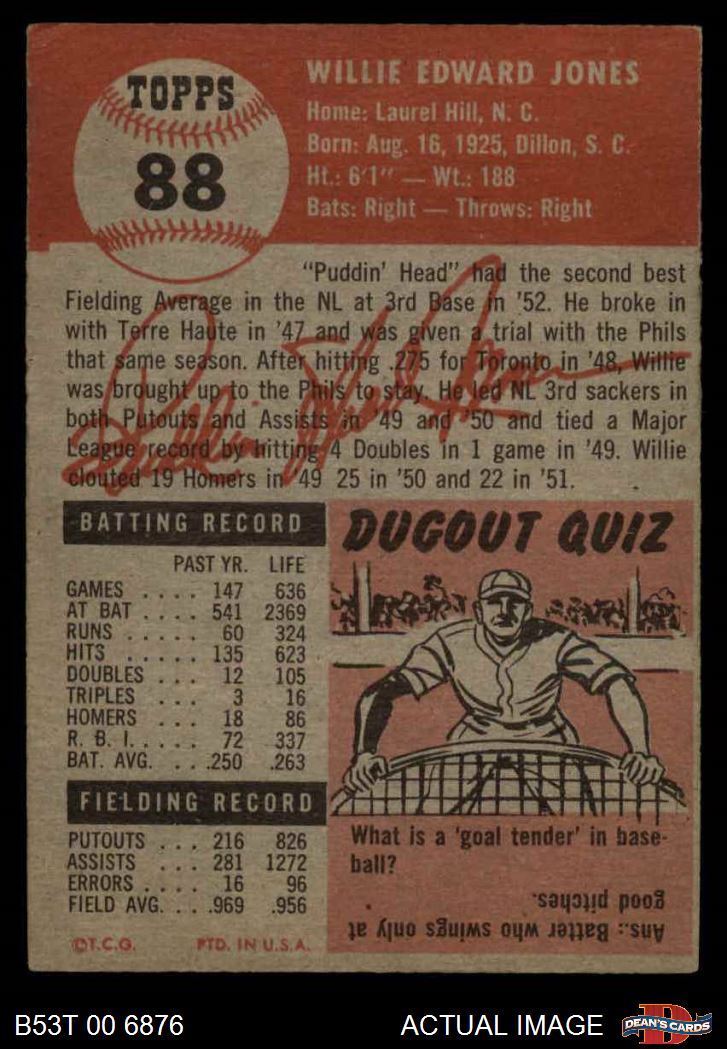 TOPPS
88
WILLIE EDWARD JONES
Home: Laurel Hill, N. C.
Born: Aug. 16, 1925, Dillon, S. C.
Ht.: 6'1" — Wt.: 188
Bats: Right — Throws: Right
"Puddin' Head" had the second best
Fielding Average in the NL at 3rd Base in '52. He broke in
with Terre Haute in '47 and was given a trial with the Phils
that same season. After hitting .275 for Toronto in '48, Willie
was brought up to the Phils to stay. He led NL 3rd sackers in
both Putouts and Assists in '49 and '50 and tied a Major
League record by hitting 4 Doubles in 1 game in '49. Willie
clouted 19 Homers in '49 25 in '50 and 22 in '51.
BATTING RECORD
PAST YR. LIFE
GAMES .... 147 636
AT BAT .... 541 2369
RUNS ..... 60 324
HITS ..... 135 623
DOUBLES ... 12 105
TRIPLES ... 3 16
HOMERS ... 18 86
R. B. I. .... 72 337
BAT. AVG. ... .250 .263
FIELDING RECORD
PUTOUTS ... 216 826
ASSISTS ... 281 1272
ERRORS .... 16 96
FIELD AVG. ... .969 .956
©T.C.G. PTD. IN U.S.A.
DUGOUT QUIZ
What is a 'goal tender' in base-
ball?
Ans.: Batter who swings only at
good pitches.
B53T 00 6876
ACTUAL IMAGE
D
DEAN'S CARDS